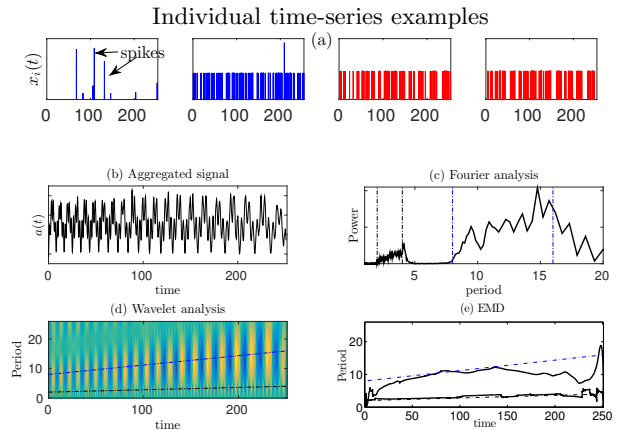 Individual time-series examples
(a)
x_i(t)
spikes
0 100 200
0 100 200
0 100 200
0 100 200
(b) Aggregated signal
a(t)
100 200
time
(c) Fourier analysis
Power
5 10 15 20
period
(d) Wavelet analysis
Period
20
10
0
0 100 200
time
(e) EMD
Period
20
10
0
0 50 100 150 200 250
time